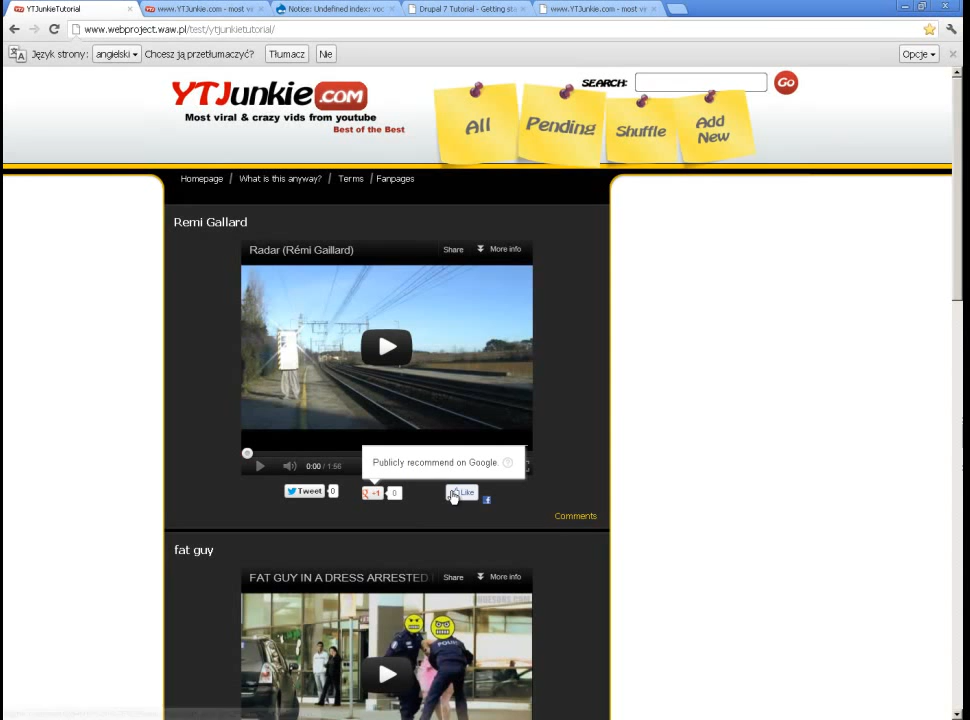 YTJunkieTutorial
www.YTJunkie.com - most vi
Notice: Undefined index: voc
Drupal 7 Tutorial - Getting sta
www.YTJunkie.com - most vi
www.webproject.waw.pl/test/ytjunkietutorial/
Język strony: angielski Chcesz ją przetłumaczyć? Tłumacz Nie Opcje
YTJunkie.COM
Most viral & crazy vids from youtube
Best of the Best
SEARCH: GO
All
Pending
Shuffle
Add
New
Homepage / What is this anyway? / Terms / Fanpages
Remi Gallard
Radar (Rémi Gaillard) Share More info
0:00 / 1:56
Publicly recommend on Google.
Tweet 0 +1 0 Like
Comments
fat guy
FAT GUY IN A DRESS ARRESTED Share More info
POLICE